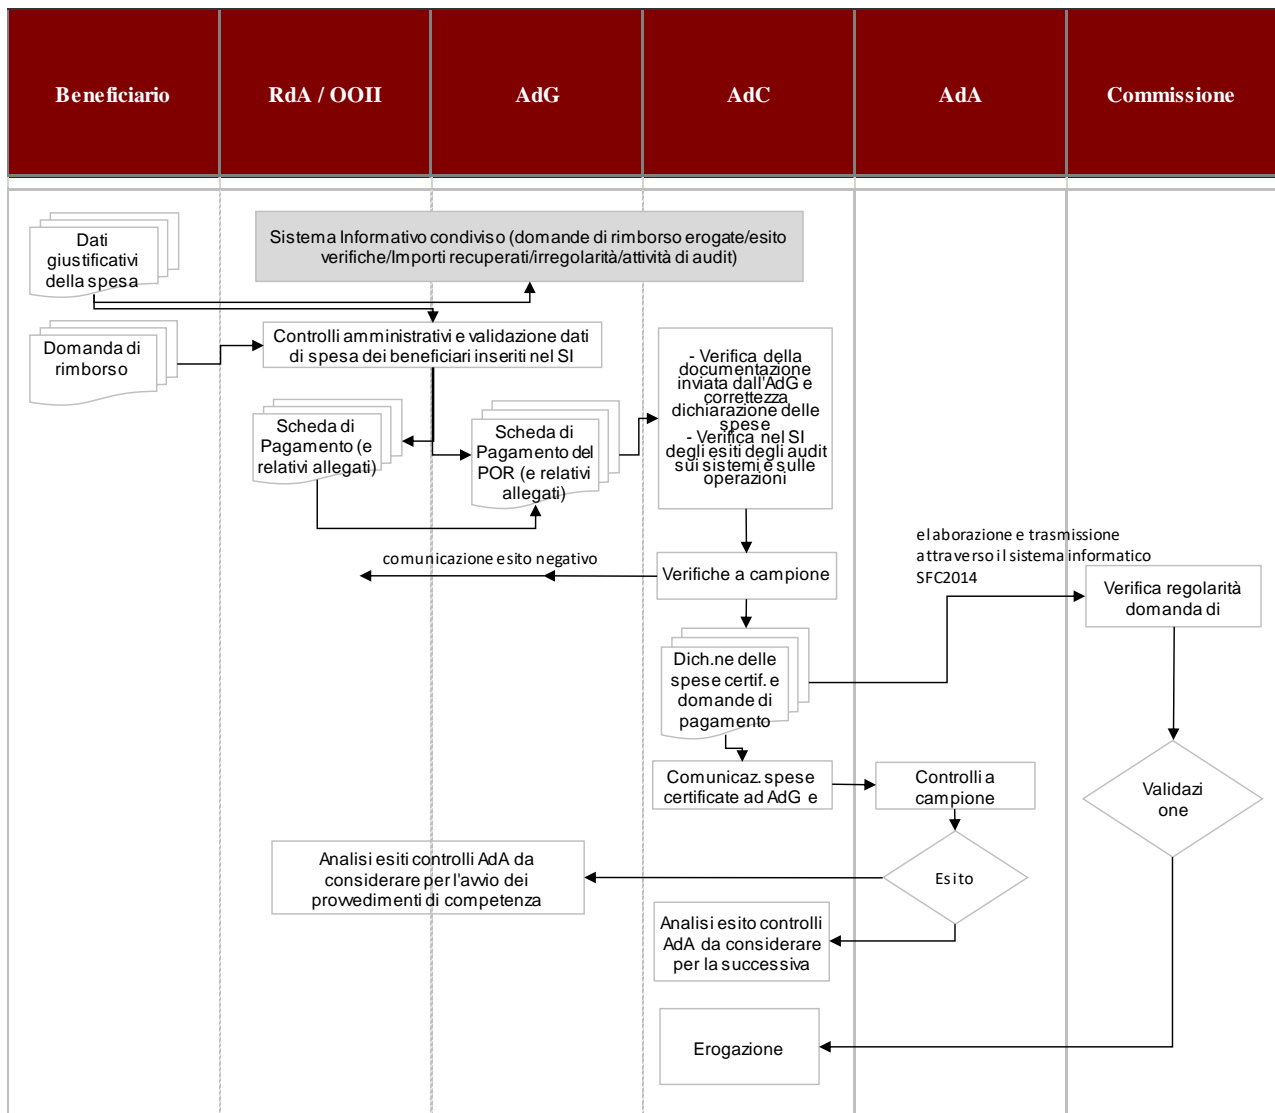 Beneficiario
RdA / OOII
AdG
AdC
AdA
Commissione
Dati
giustificativi
della spesa
Sistema Informativo condiviso (domande di rimborso erogate/esito
verifiche/Importi recuperati/irregolarità/attività di audit)
Domanda di
rimborso
Controlli amministrativi e validazione dati
di spesa dei beneficiari inseriti nel SI
- Verifica della
documentazione
inviata dall'AdG e
correttezza
dichiarazione delle
spese
- Verifica nel SI
degli esiti degli audit
sui sistemi e sulle
operazioni
Scheda di
Pagamento (e
relativi allegati)
Scheda di
Pagamento del
POR (e relativi
allegati)
comunicazione esito negativo
Verifiche a campione
elaborazione e trasmissione
attraverso il sistema informatico
SFC2014
Verifica regolarità
domanda di
Dich.ne delle
spese certif. e
domande di
pagamento
Comunicaz. spese
certificate ad AdG e
Controlli a
campione
Validazi
one
Analisi esiti controlli AdA da
considerare per l'avvio dei
provvedimenti di competenza
Esito
Analisi esito controlli
AdA da considerare
per la successiva
Erogazione